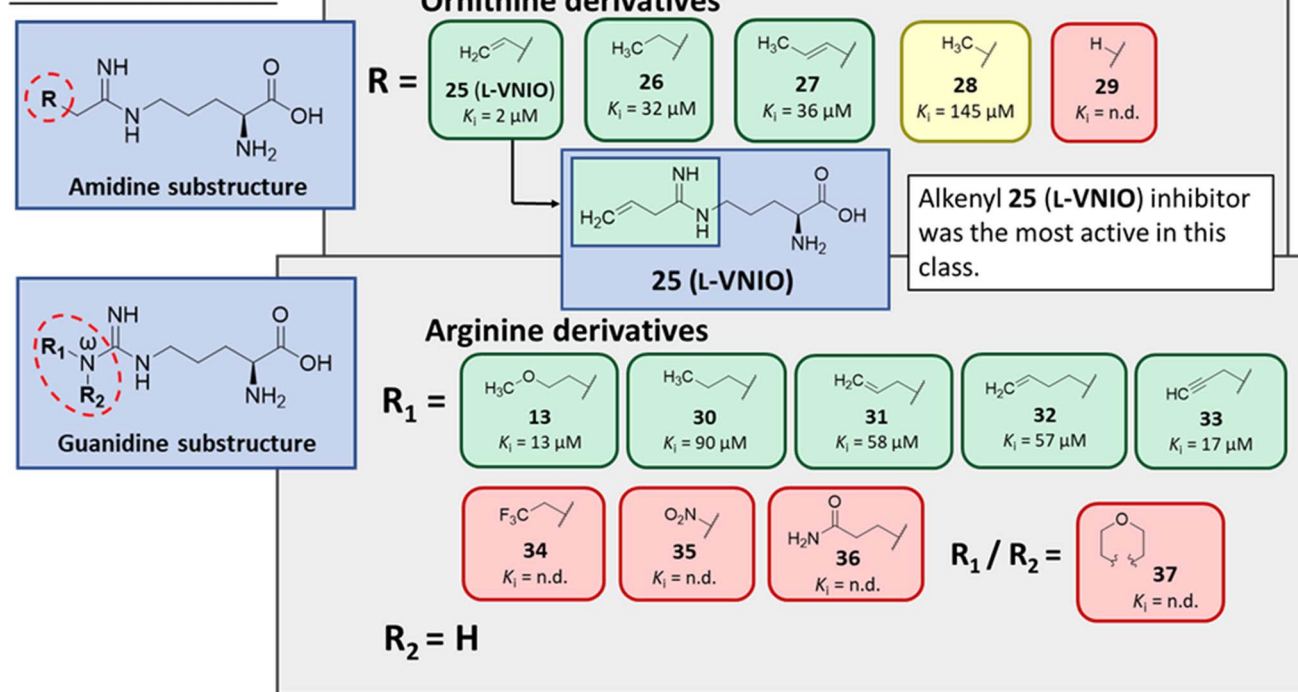 Ornithine derivatives
R
NH
N
H
O
OH
NH2
Amidine substructure
R =
H2C
25 (L-VNIO)
Ki = 2 µM
H3C
26
Ki = 32 µM
H3C
27
Ki = 36 µM
H3C
28
Ki = 145 µM
H
29
Ki = n.d.
H2C
NH
N
H
O
OH
NH2
25 (L-VNIO)
Alkenyl 25 (L-VNIO) inhibitor
was the most active in this
class.
R1
ω
N
R2
NH
N
H
O
OH
NH2
Guanidine substructure
Arginine derivatives
R1 =
H3C
O
13
Ki = 13 µM
H3C
30
Ki = 90 µM
H2C
31
Ki = 58 µM
H2C
32
Ki = 57 µM
HC
33
Ki = 17 µM
F3C
34
Ki = n.d.
O2N
35
Ki = n.d.
O
H2N
36
Ki = n.d.
R1 / R2 =
O
37
Ki = n.d.
R2 = H